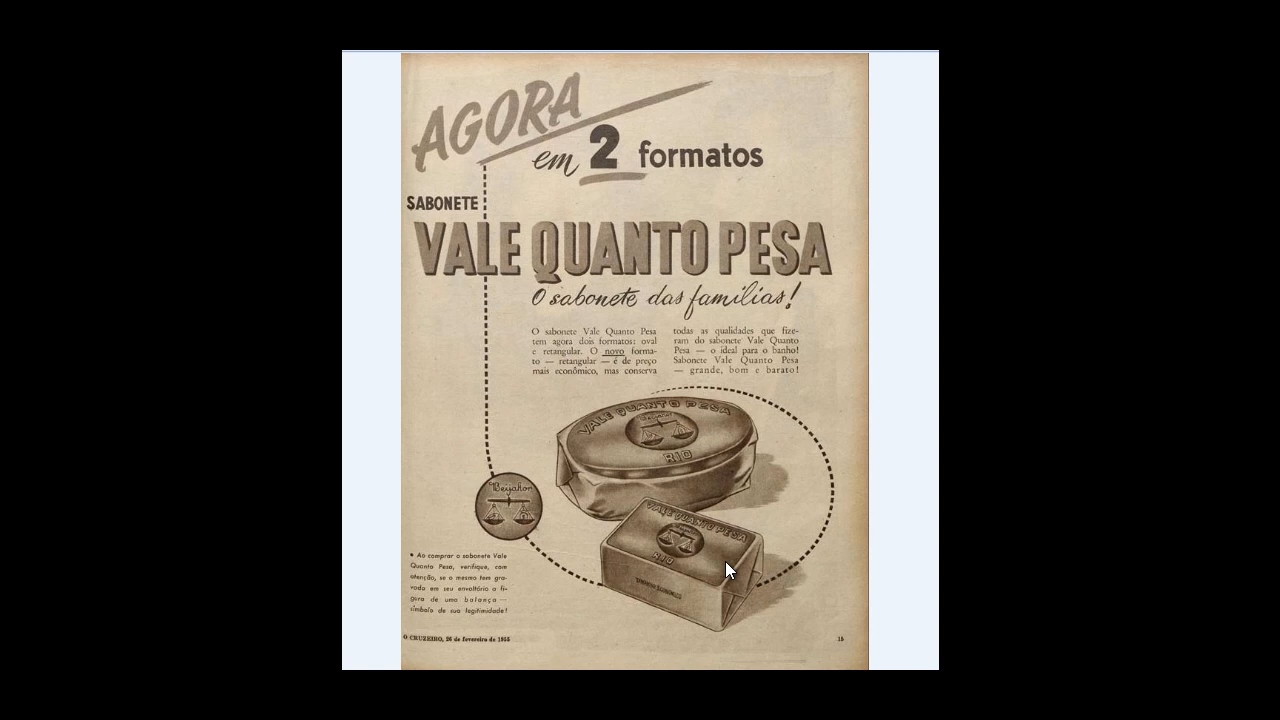 AGORA
em 2 formatos
SABONETE
VALE QUANTO PESA
O sabonete das famílias!
O sabonete Vale Quanto Pesa
tem agora dois formatos: oval
e retangular. O novo forma-
to — retangular — é de preço
mais econômico, mas conserva
todas as qualidades que fize-
ram do sabonete Vale Quanto
Pesa — o ideal para o banho!
Sabonete Vale Quanto Pesa
— grande, bom e barato!
VALE QUANTO PESA
Beijaflor
RIO
Beijaflor
VALE QUANTO PESA
RIO
TAMANHO ECONÔMICO
• Ao comprar o sabonete Vale
Quanto Pesa, verifique, com
atenção, se o mesmo tem gra-
vada em seu envoltório a fi-
gura de uma balança —
símbolo de sua legitimidade!
O CRUZEIRO, 26 de fevereiro de 1955
15